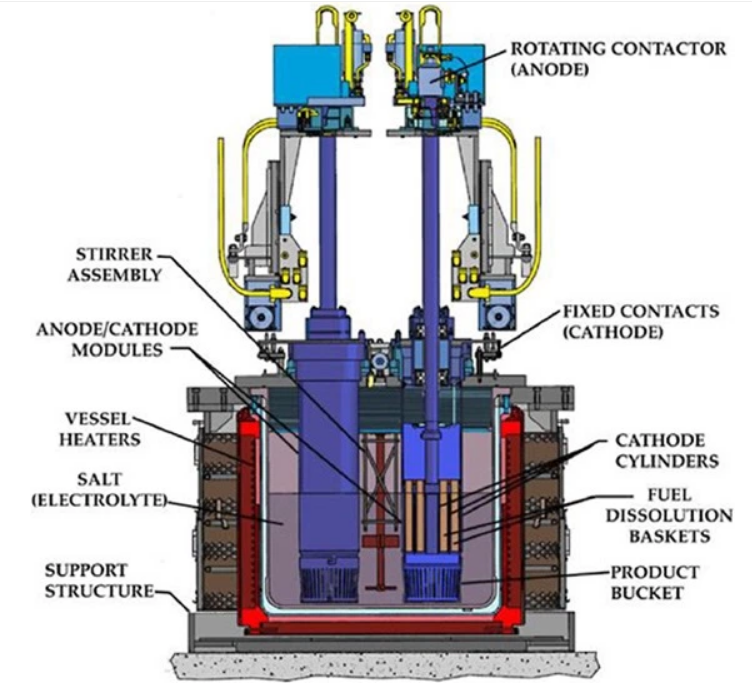 ROTATING CONTACTOR
(ANODE)
STIRRER
ASSEMBLY
ANODE/CATHODE
MODULES
FIXED CONTACTS
(CATHODE)
VESSEL
HEATERS
CATHODE
CYLINDERS
SALT
(ELECTROLYTE)
FUEL
DISSOLUTION
BASKETS
SUPPORT
STRUCTURE
PRODUCT
BUCKET